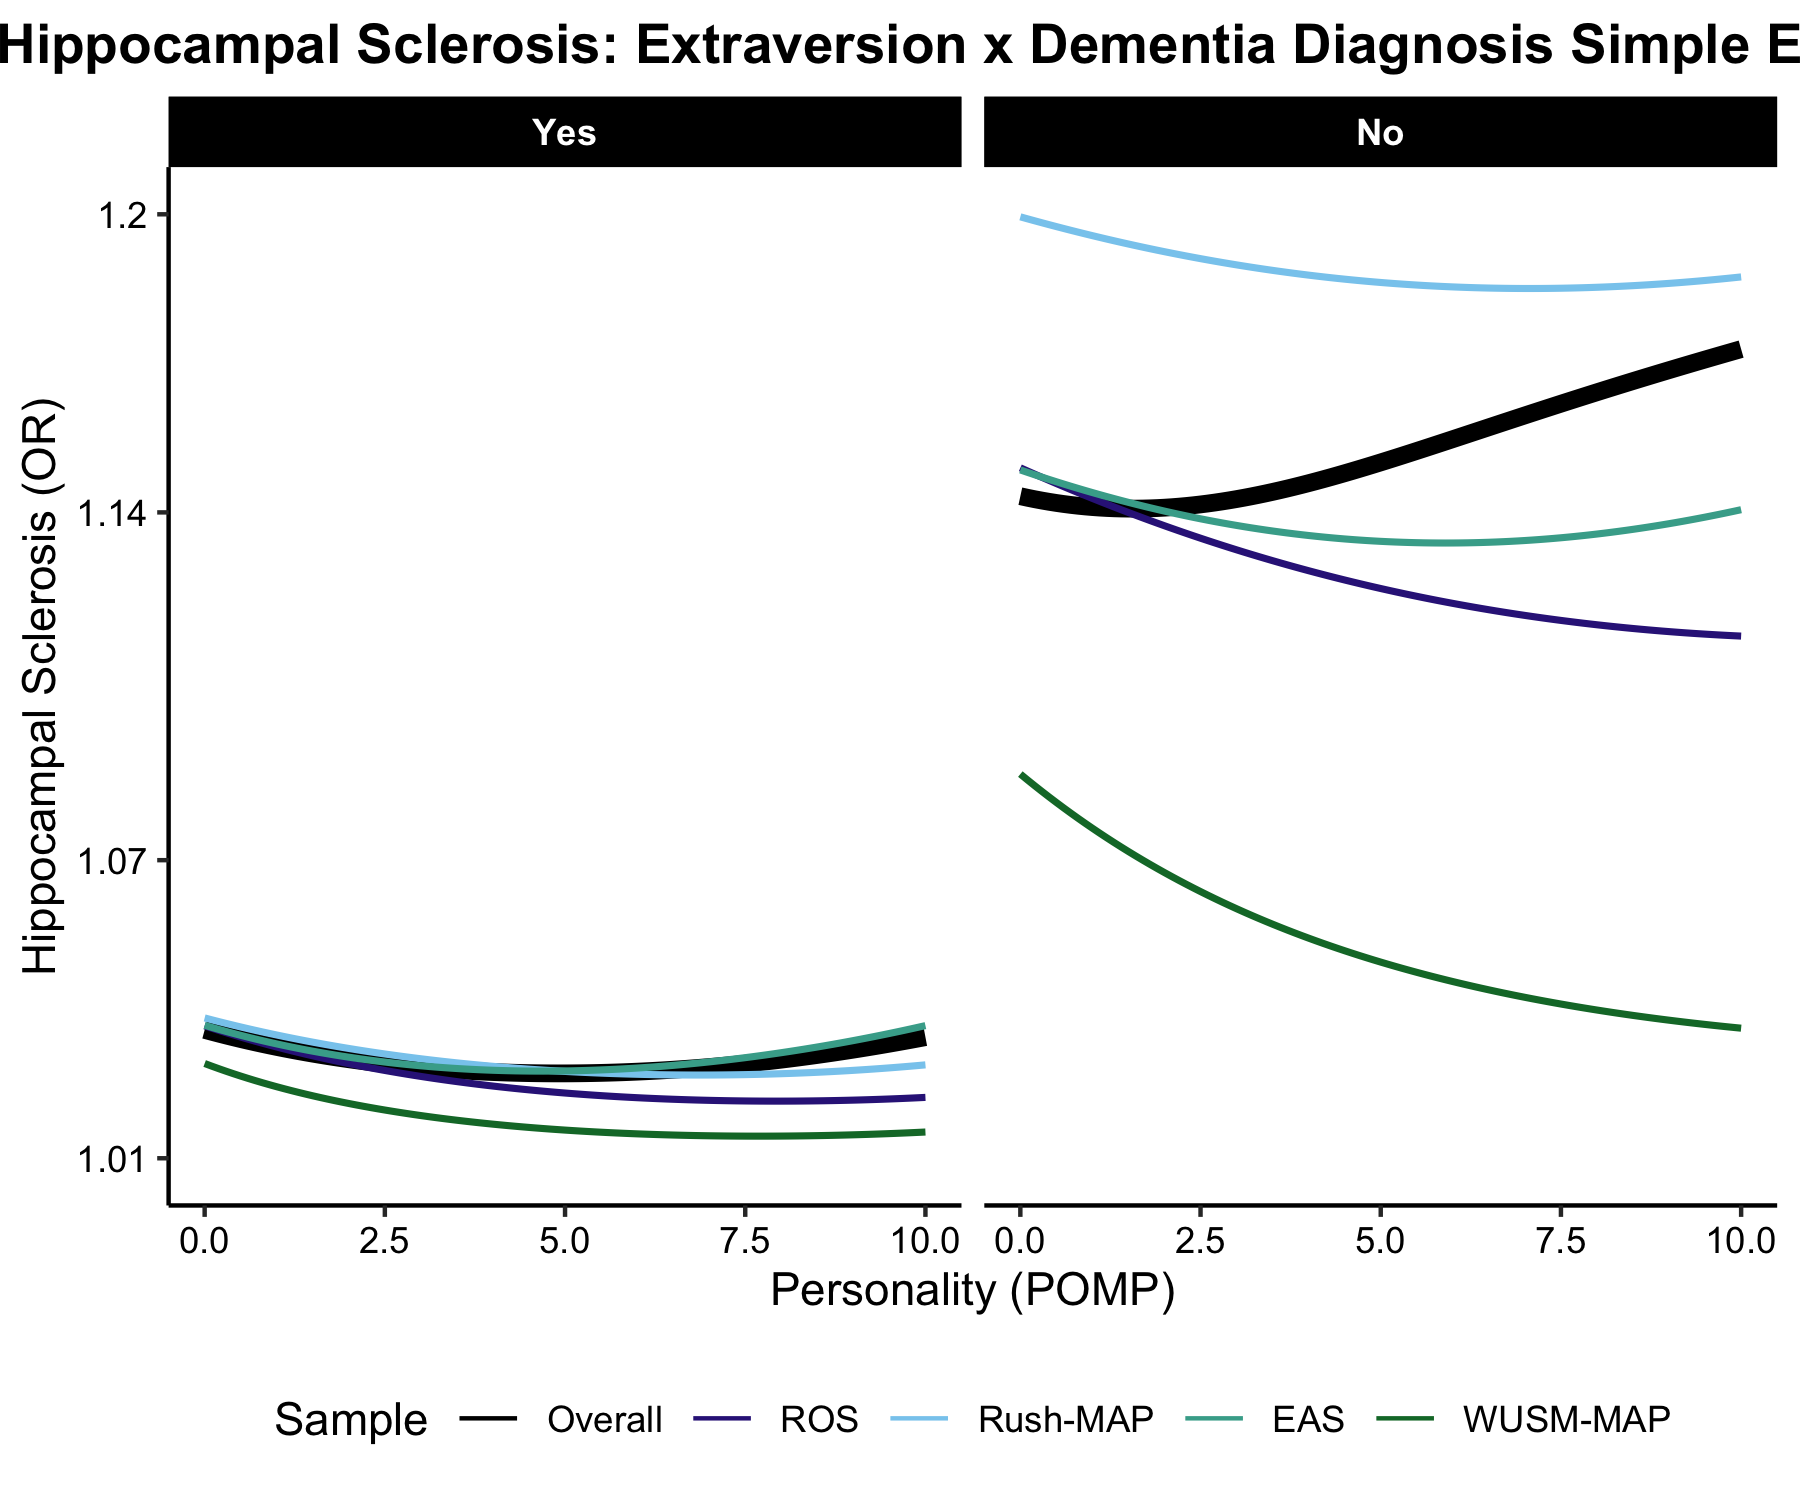 Hippocampal Sclerosis: Extraversion x Dementia Diagnosis Simple E
Yes
No
Hippocampal Sclerosis (OR)
1.2
1.14
1.07
1.01
0.0 2.5 5.0 7.5 10.0
0.0 2.5 5.0 7.5 10.0
Personality (POMP)
Sample Overall ROS Rush-MAP EAS WUSM-MAP